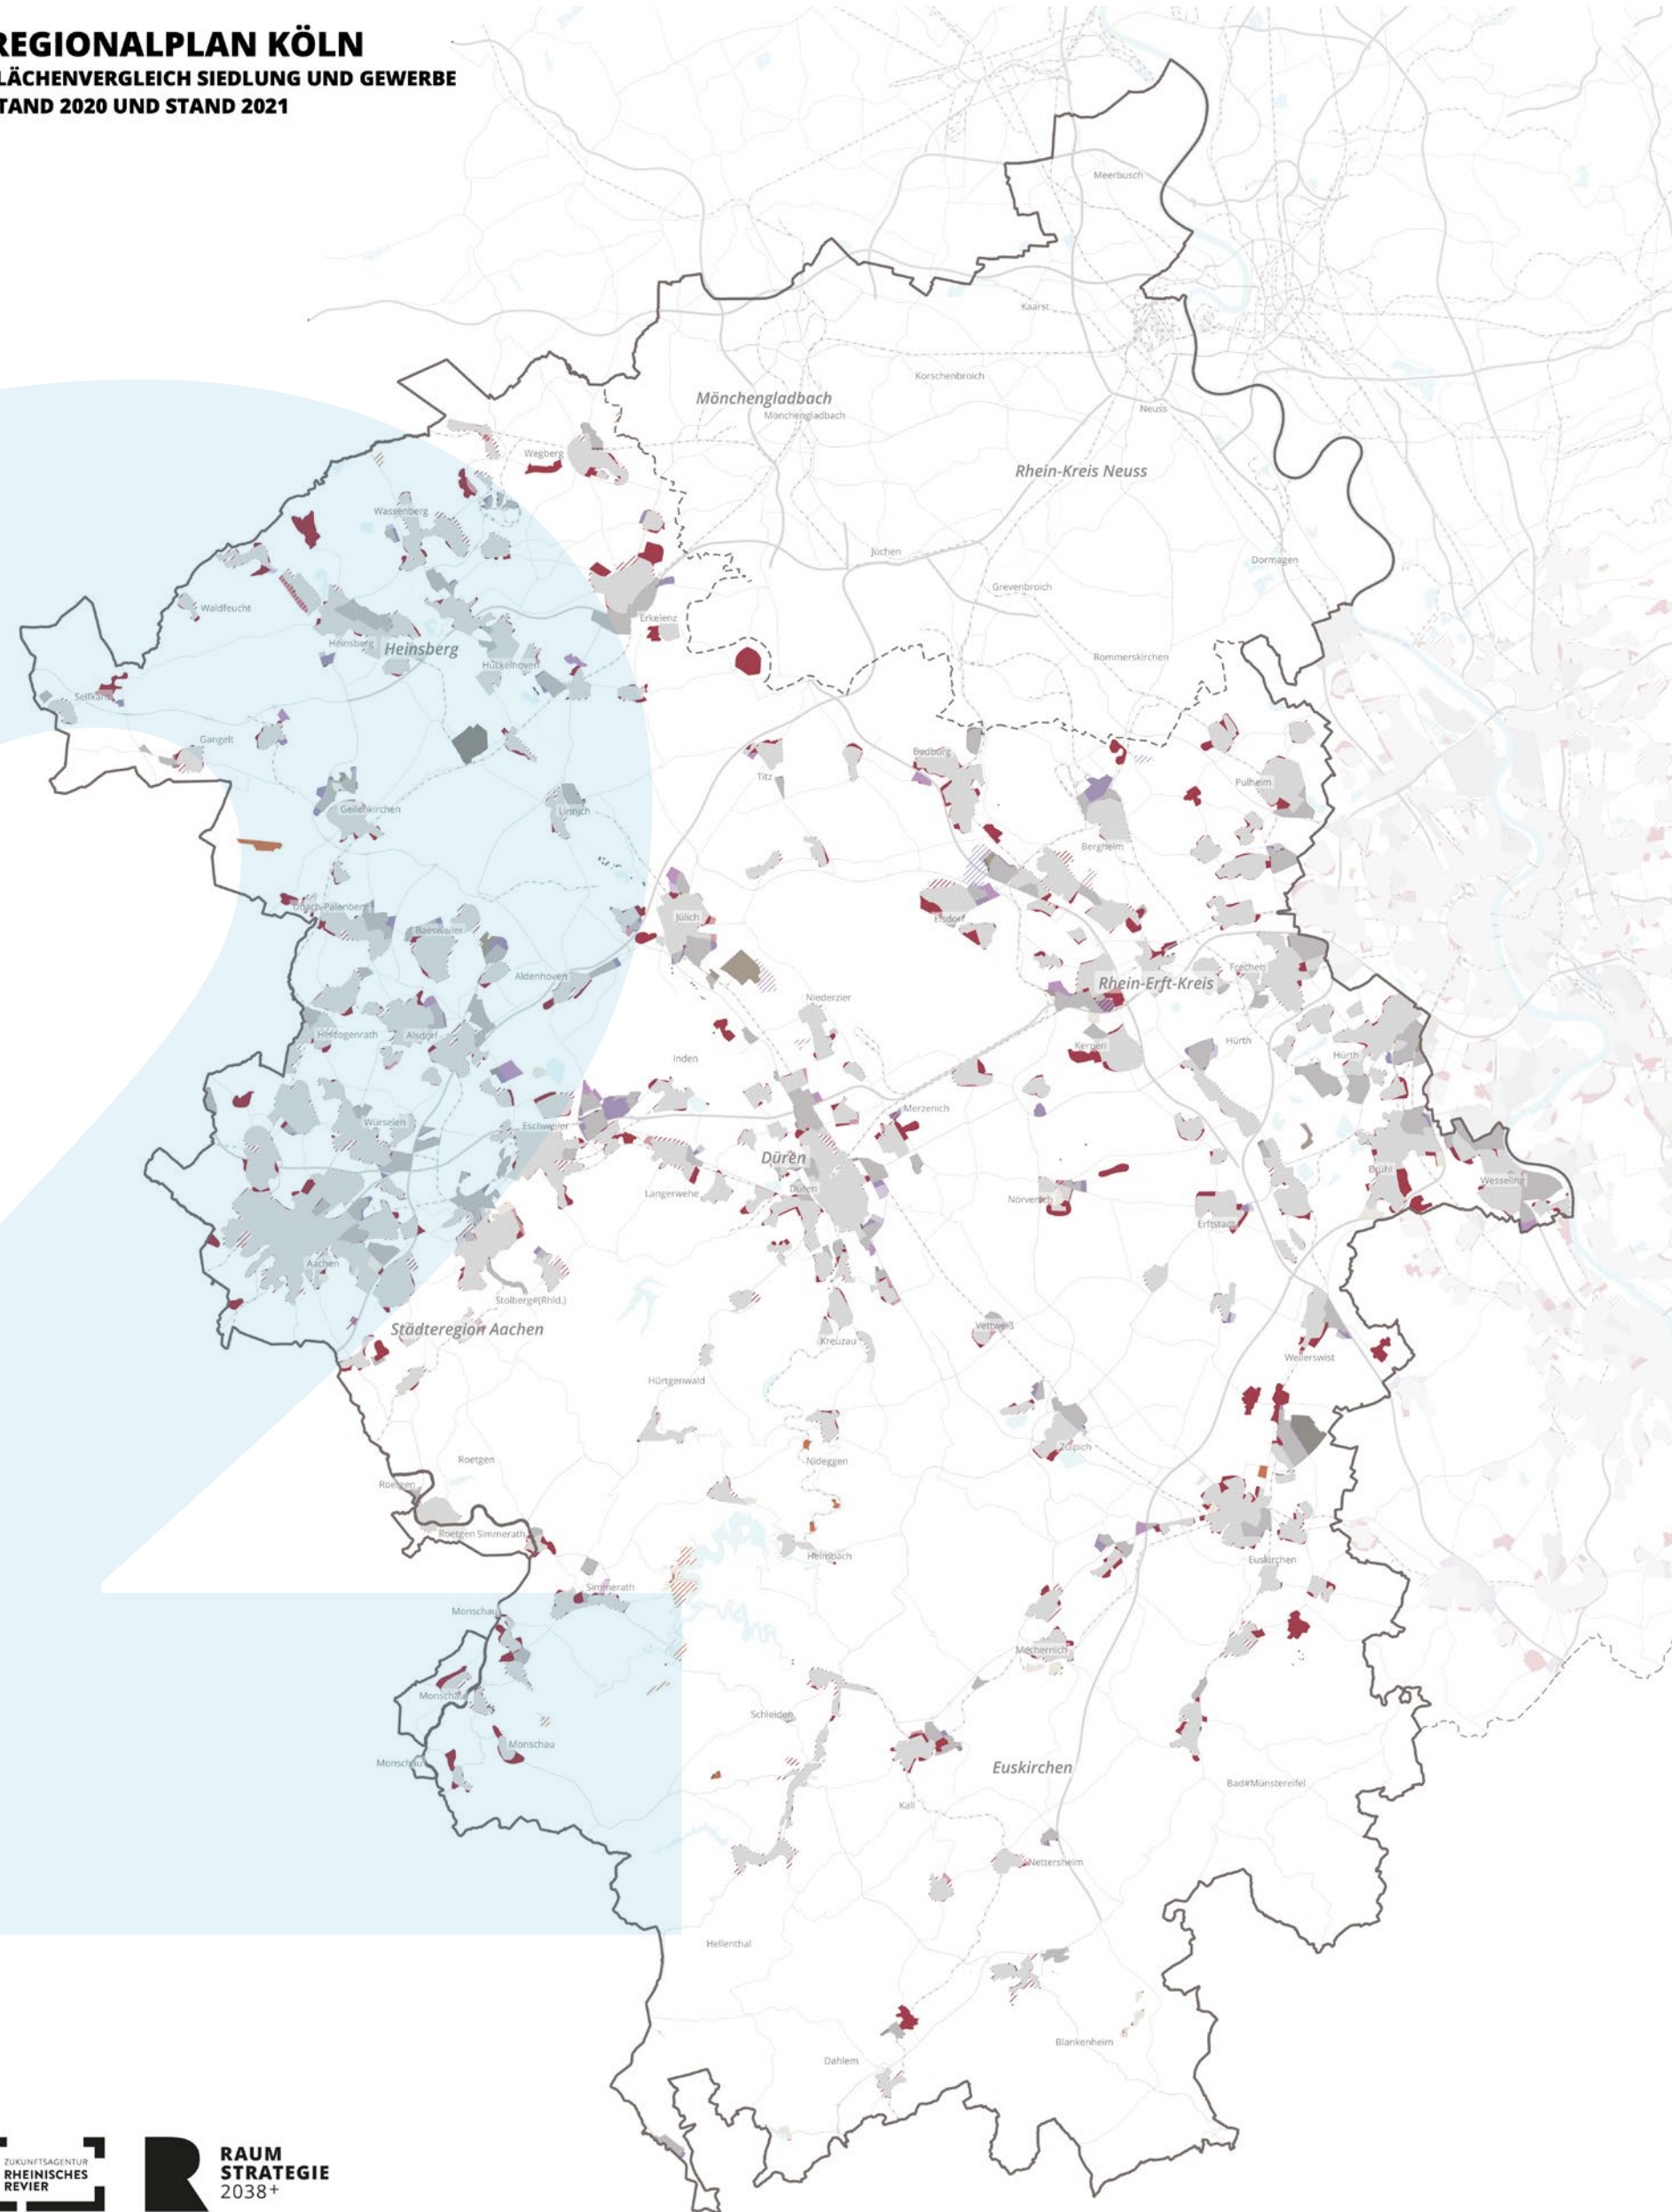 REGIONALPLAN KÖLN
LÄCHENVERGLEICH SIEDLUNG UND GEWERBE
TAND 2020 UND STAND 2021
Meerbusch
Kaarst
Korschenbroich
Mönchengladbach
Mönchengladbach
Neuss
Wegberg
Rhein-Kreis Neuss
Wassenberg
Jüchen
Dormagen
Grevenbroich
Waldfeucht
Erkelenz
Heinsberg
Heinsberg
Hückelhoven
Rommerskirchen
Selfkant
Gangelt
Bedburg
Titz
Pulheim
Geilenkirchen
Linnich
Bergheim
Übach-Palenberg
Jülich
Elsdorf
Baesweiler
Aldenhoven
Frechen
Rhein-Erft-Kreis
Niederzier
Herzogenrath
Alsdorf
Hürth
Kerpen
Hürth
Inden
Merzenich
Würselen
Eschweiler
Düren
Brühl
Wesseling
Düren
Langerwehe
Nörvenich
Erftstadt
Aachen
Stolberg#(Rhld.)
Städteregion Aachen
Vettweiß
Kreuzau
Weilerswist
Hürtgenwald
Zülpich
Roetgen
Nideggen
Roetgen
Roetgen Simmerath
Heimbach
Euskirchen
Simmerath
Monschau
Mechernich
Monschau
Schleiden
Monschau
Monschau
Euskirchen
Bad#Münstereifel
Kall
Nettersheim
Hellenthal
Blankenheim
Dahlem
ZUKUNFTSAGENTUR
RHEINISCHES
REVIER
R
RAUM
STRATEGIE
2038+